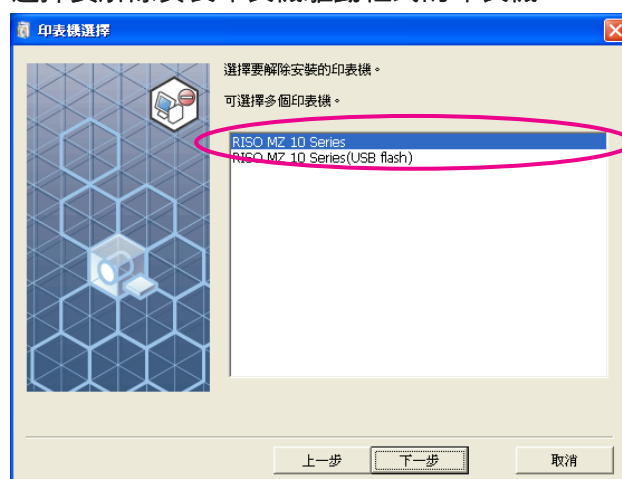 印表機選擇
選擇要解除安裝的印表機。
可選擇多個印表機。
RISO MZ 10 Series
RISO MZ 10 Series(USB flash)
上一步
下一步
取消